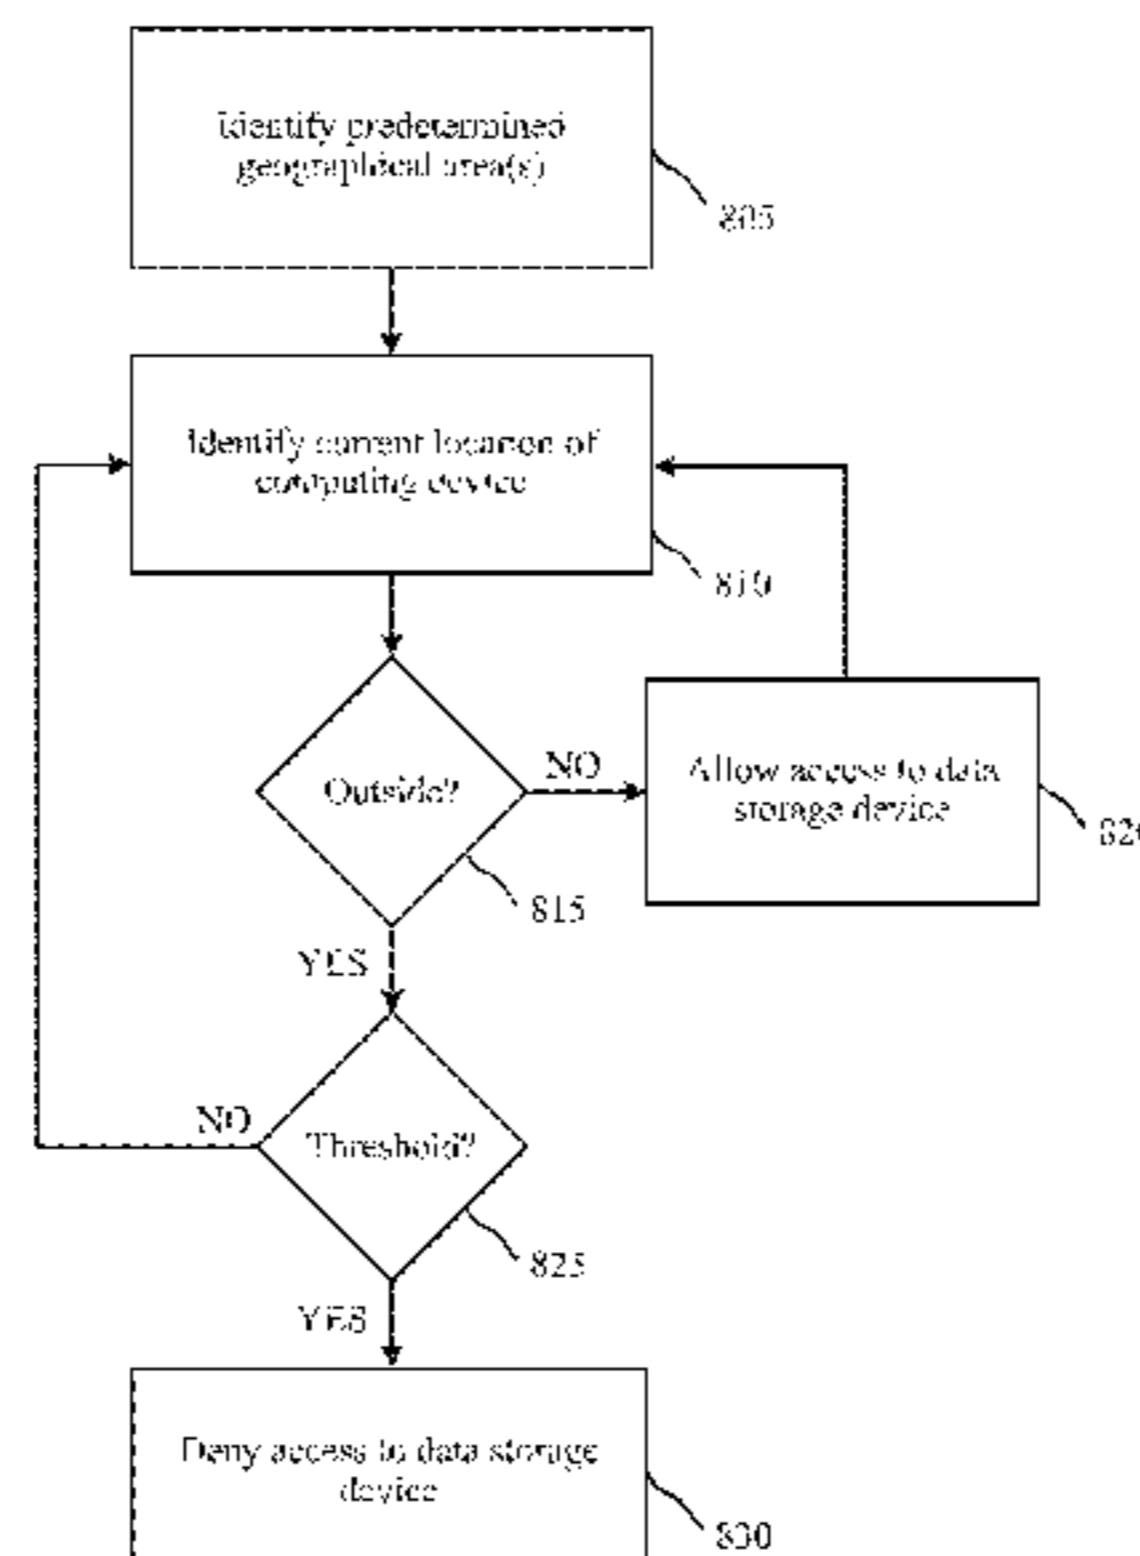 Identify predetermined
geographical area(s)
805
Identify current location of
computing device
810
Outside?
NO
Allow access to data
storage device
820
815
YES
NO
Threshold?
825
YES
Deny access to data storage
device
830